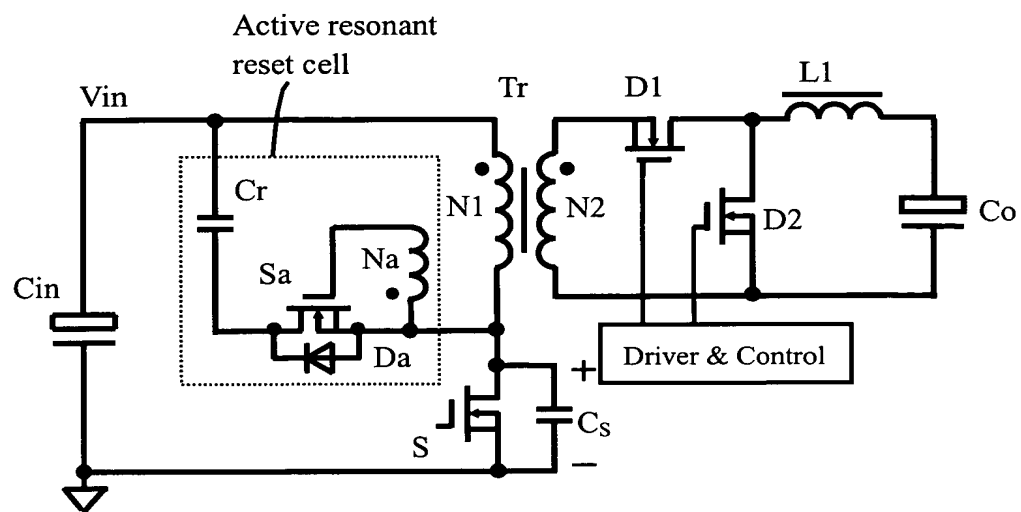 Active resonant
reset cell
Vin
Tr
D1
L1
Cr
N1
N2
D2
Co
Na
Sa
Cin
Da
Driver & Control
+
S
Cs
−